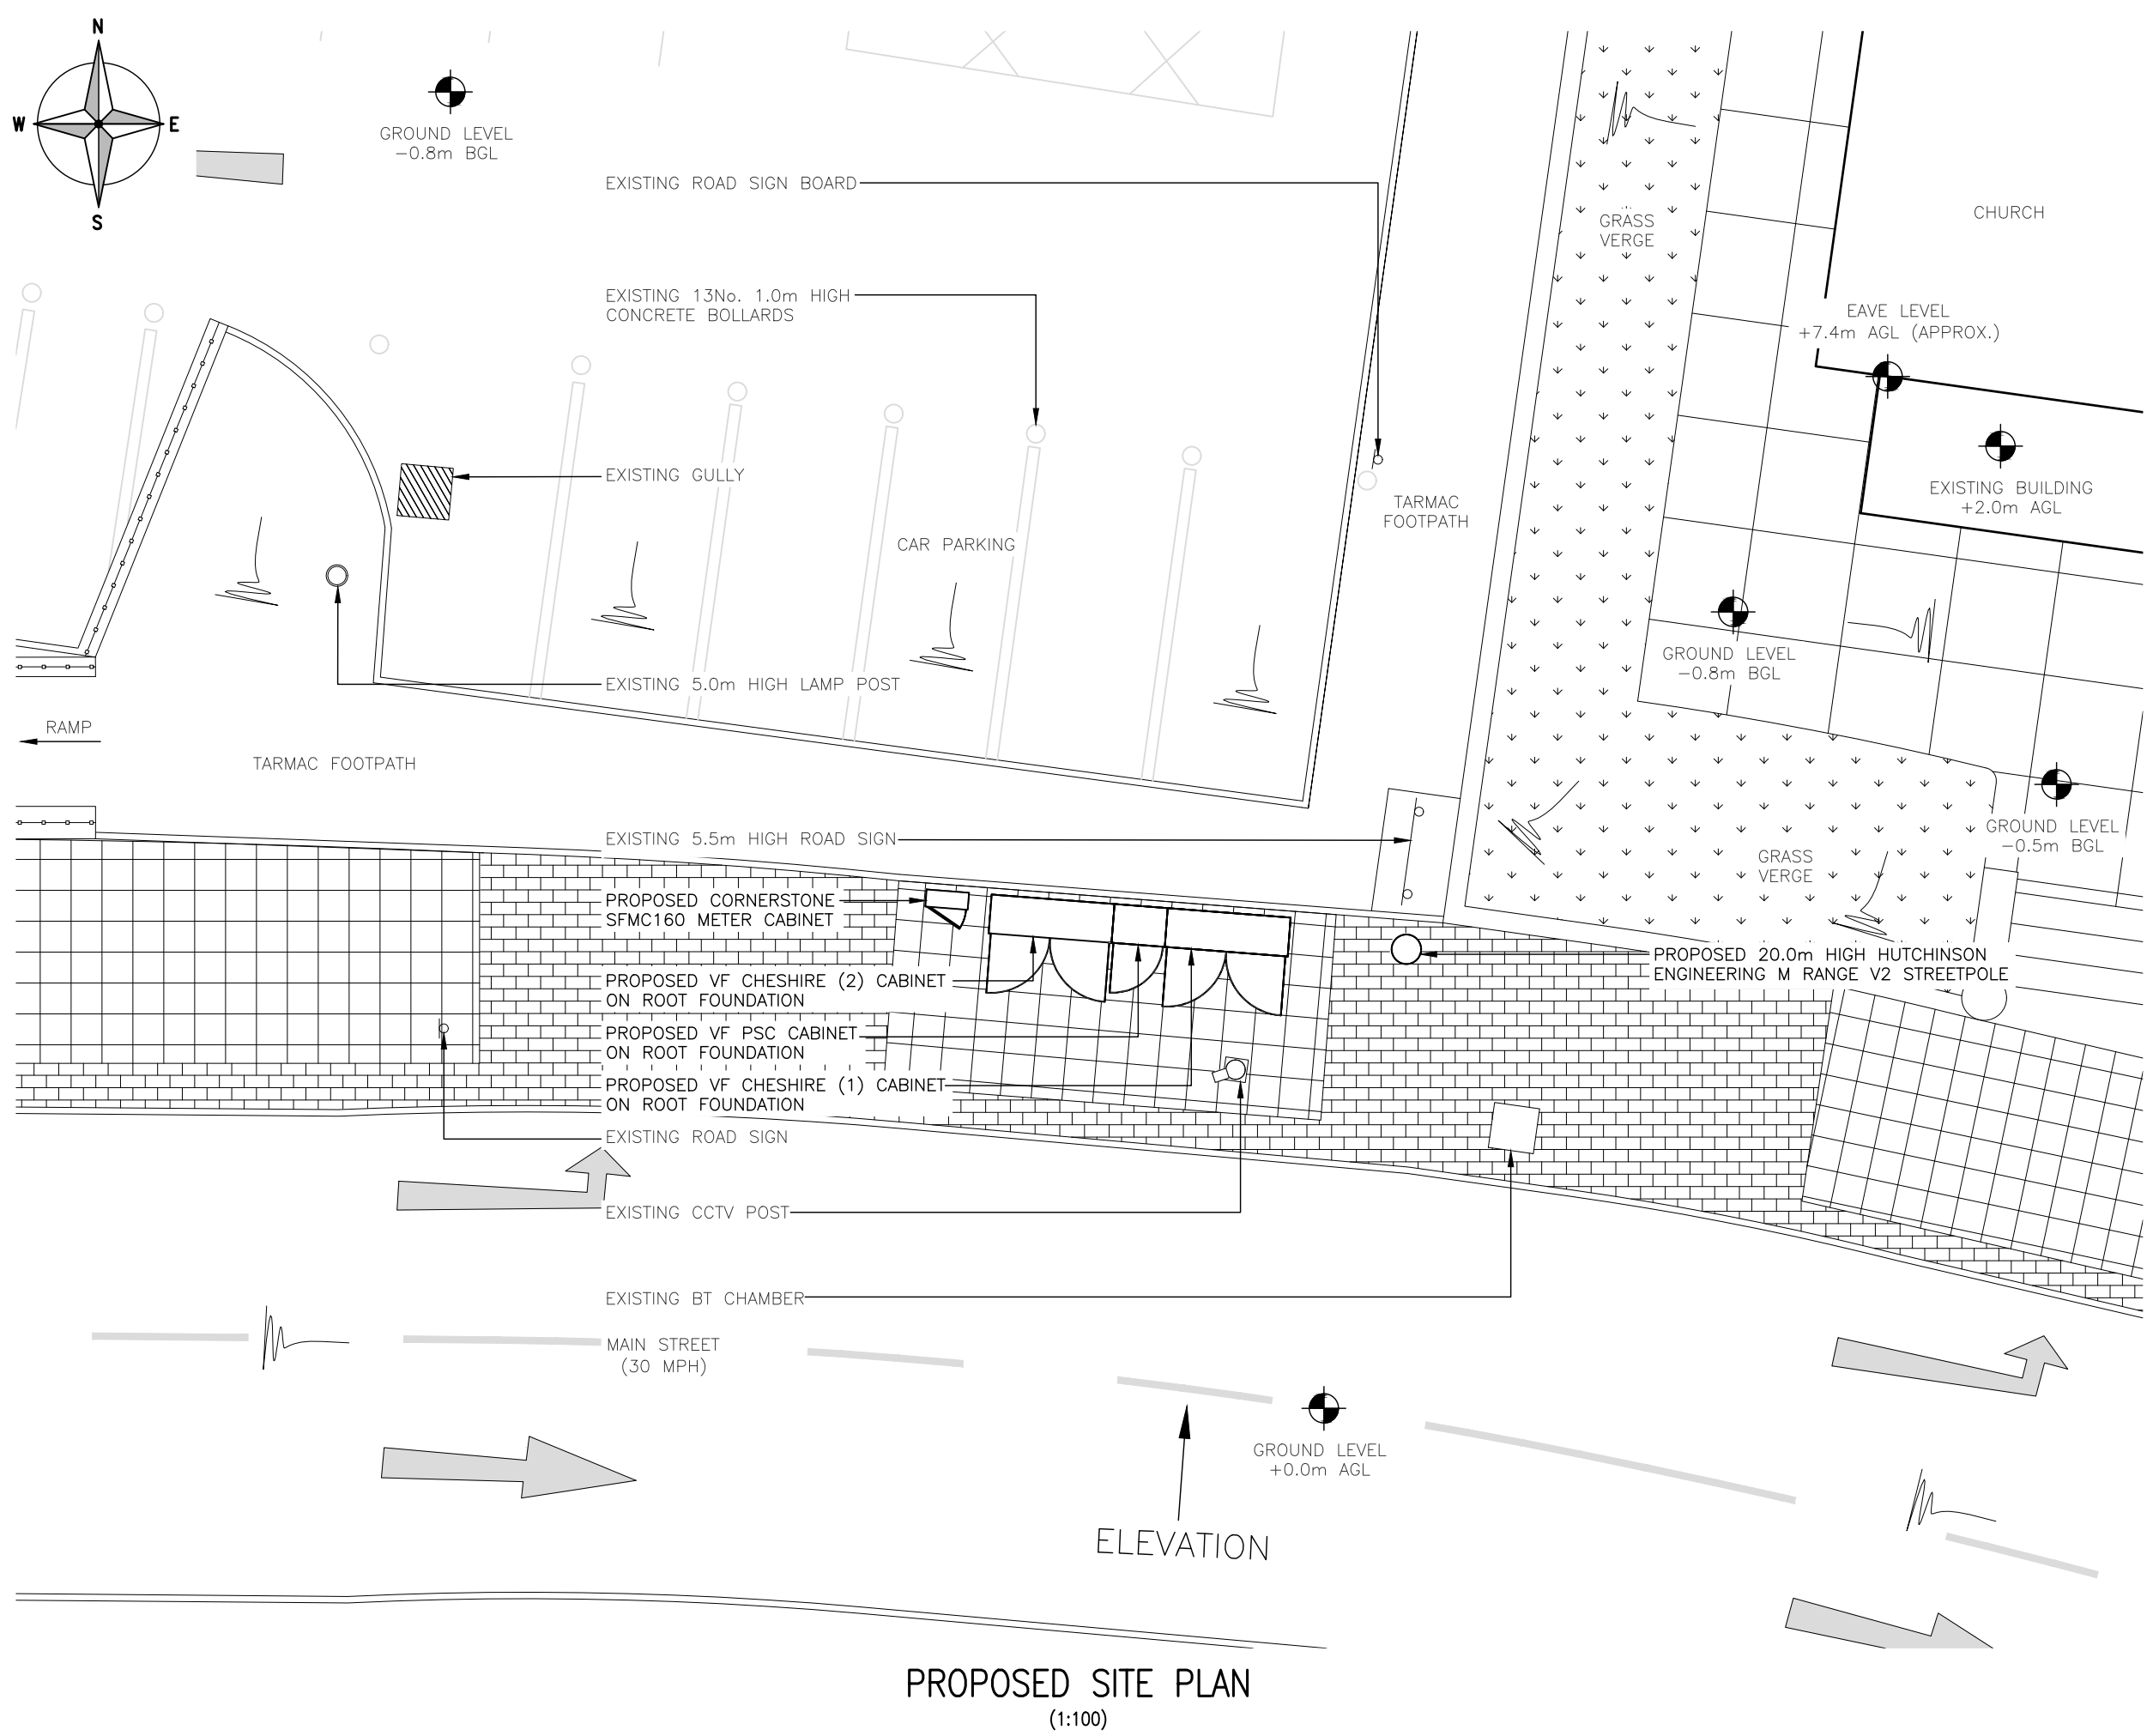 N
W
E
S
GROUND LEVEL
-0.8m BGL
EXISTING ROAD SIGN BOARD
CHURCH
GRASS
VERGE
EXISTING 13No. 1.0m HIGH
CONCRETE BOLLARDS
EAVE LEVEL
+7.4m AGL (APPROX.)
EXISTING GULLY
EXISTING BUILDING
+2.0m AGL
TARMAC
FOOTPATH
CAR PARKING
GROUND LEVEL
-0.8m BGL
EXISTING 5.0m HIGH LAMP POST
RAMP
TARMAC FOOTPATH
EXISTING 5.5m HIGH ROAD SIGN
GROUND LEVEL
-0.5m BGL
GRASS
VERGE
PROPOSED CORNERSTONE
SFMC160 METER CABINET
PROPOSED 20.0m HIGH HUTCHINSON
ENGINEERING M RANGE V2 STREETPOLE
PROPOSED VF CHESHIRE (2) CABINET
ON ROOT FOUNDATION
PROPOSED VF PSC CABINET
ON ROOT FOUNDATION
PROPOSED VF CHESHIRE (1) CABINET
ON ROOT FOUNDATION
EXISTING ROAD SIGN
EXISTING CCTV POST
EXISTING BT CHAMBER
MAIN STREET
(30 MPH)
GROUND LEVEL
+0.0m AGL
ELEVATION
PROPOSED SITE PLAN
(1:100)